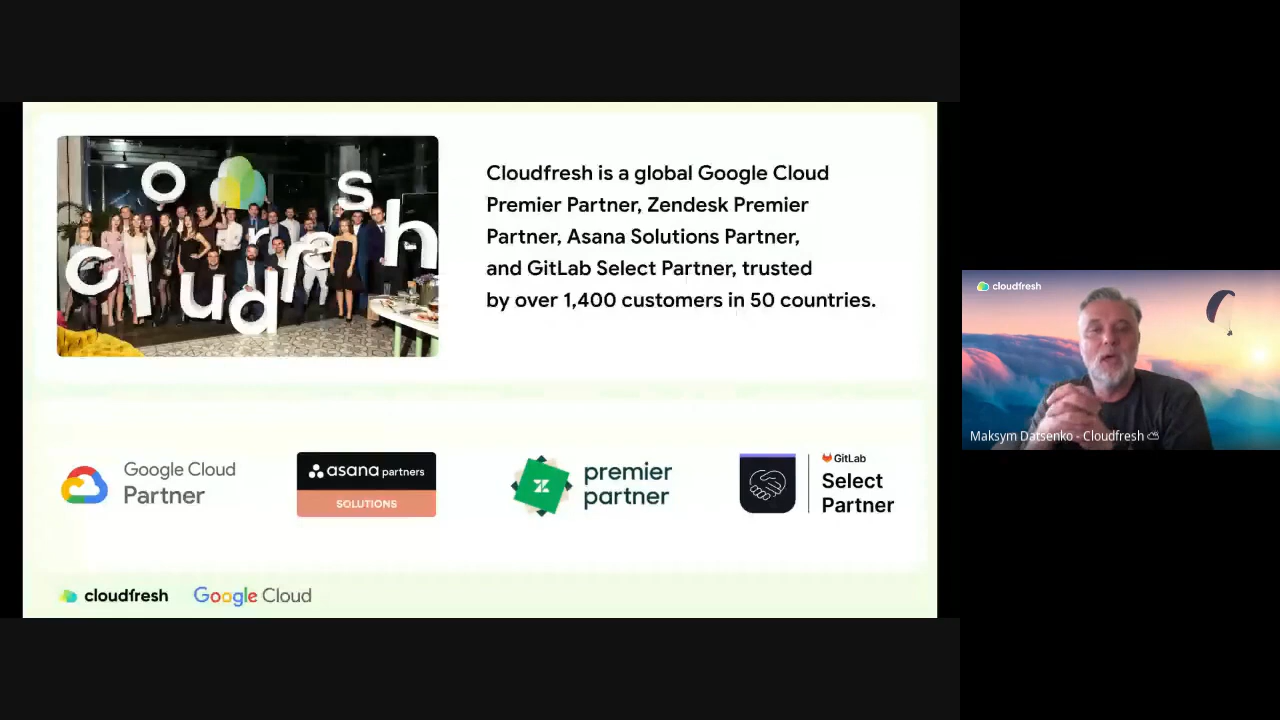 cloudfresh
Cloudfresh is a global Google Cloud
Premier Partner, Zendesk Premier
Partner, Asana Solutions Partner,
and GitLab Select Partner, trusted
by over 1,400 customers in 50 countries.
Google Cloud
Partner
asana partners
SOLUTIONS
premier
partner
GitLab
Select
Partner
cloudfresh Google Cloud
cloudfresh
Maksym Datsenko - Cloudfresh